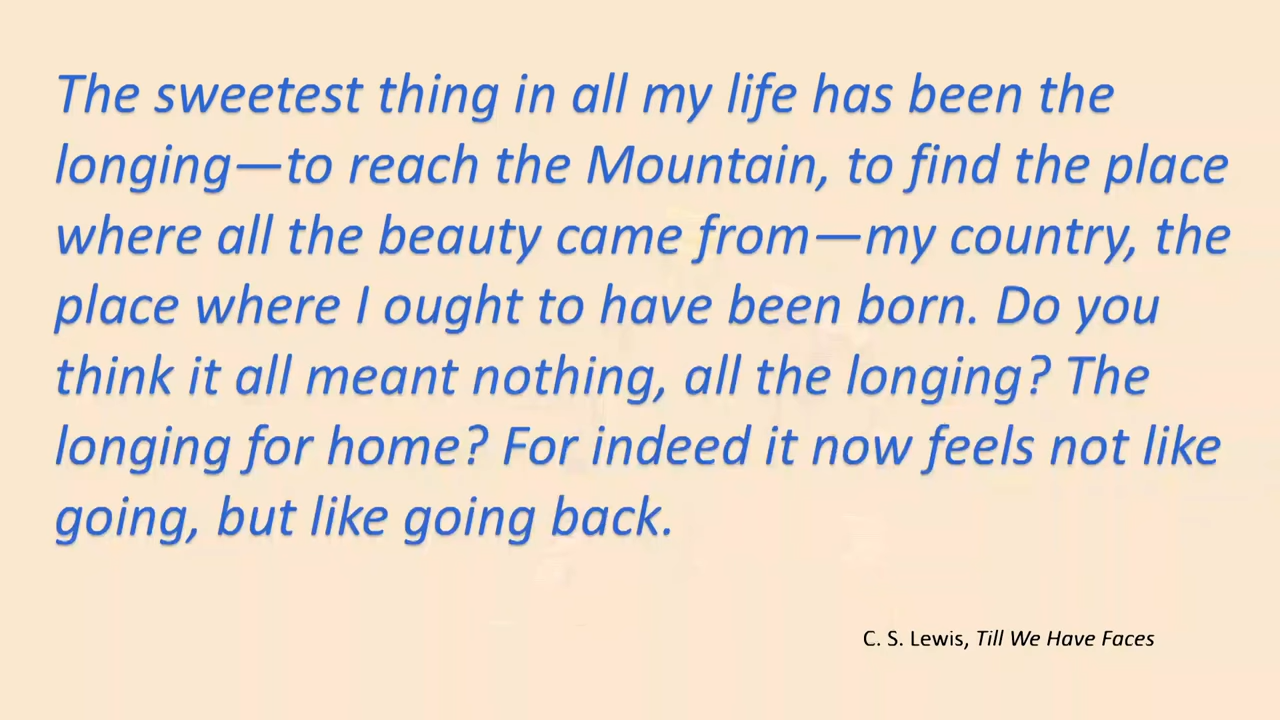 The sweetest thing in all my life has been the
longing—to reach the Mountain, to find the place
where all the beauty came from—my country, the
place where I ought to have been born. Do you
think it all meant nothing, all the longing? The
longing for home? For indeed it now feels not like
going, but like going back.
C. S. Lewis, Till We Have Faces